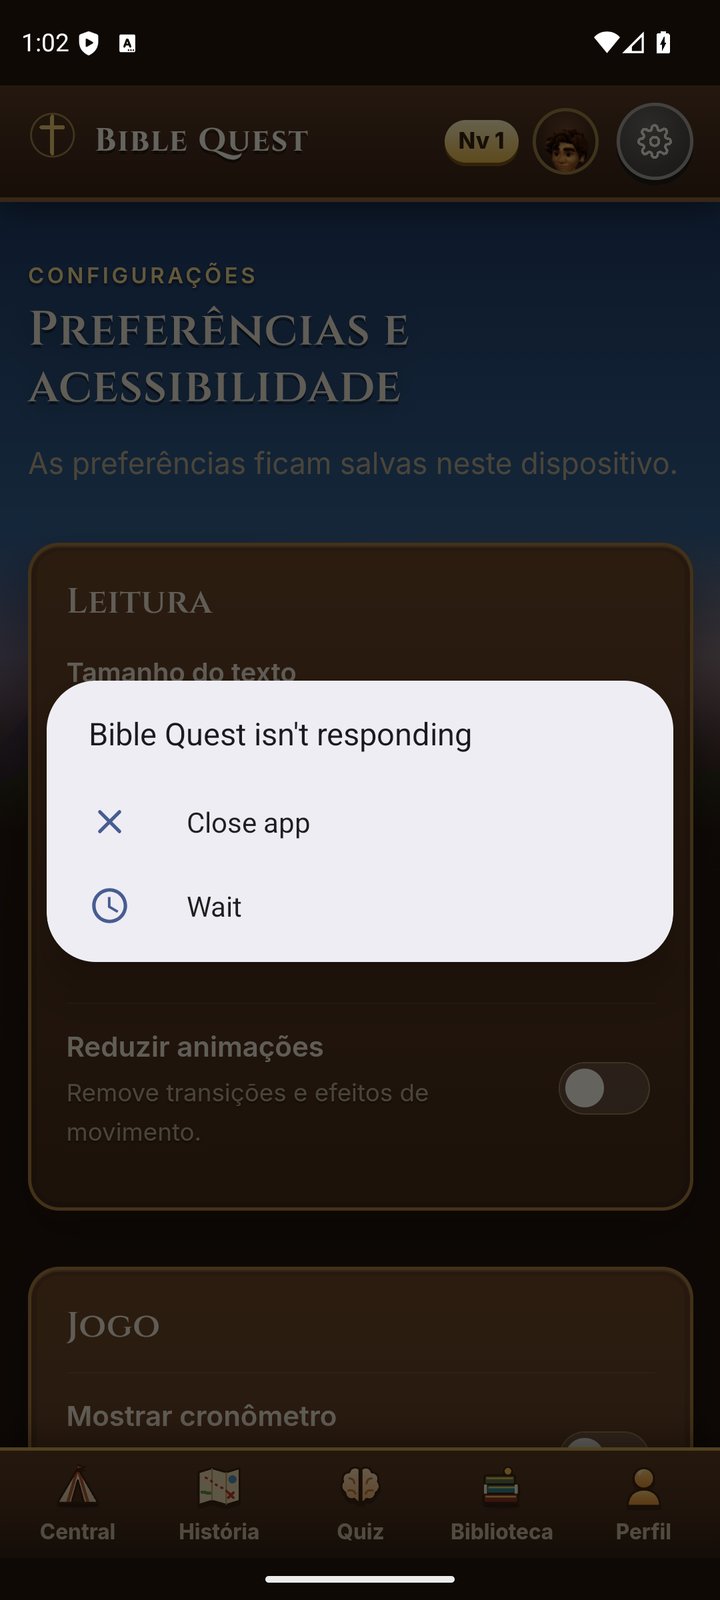 1:02
A
Bible Quest
Nv 1
CONFIGURAÇÕES
Preferências e
acessibilidade
As preferências ficam salvas neste dispositivo.
Leitura
Tamanho do texto
Bible Quest isn't responding
Close app
Wait
Reduzir animações
Remove transições e efeitos de
movimento.
Jogo
Mostrar cronômetro
Central
História
Quiz
Biblioteca
Perfil